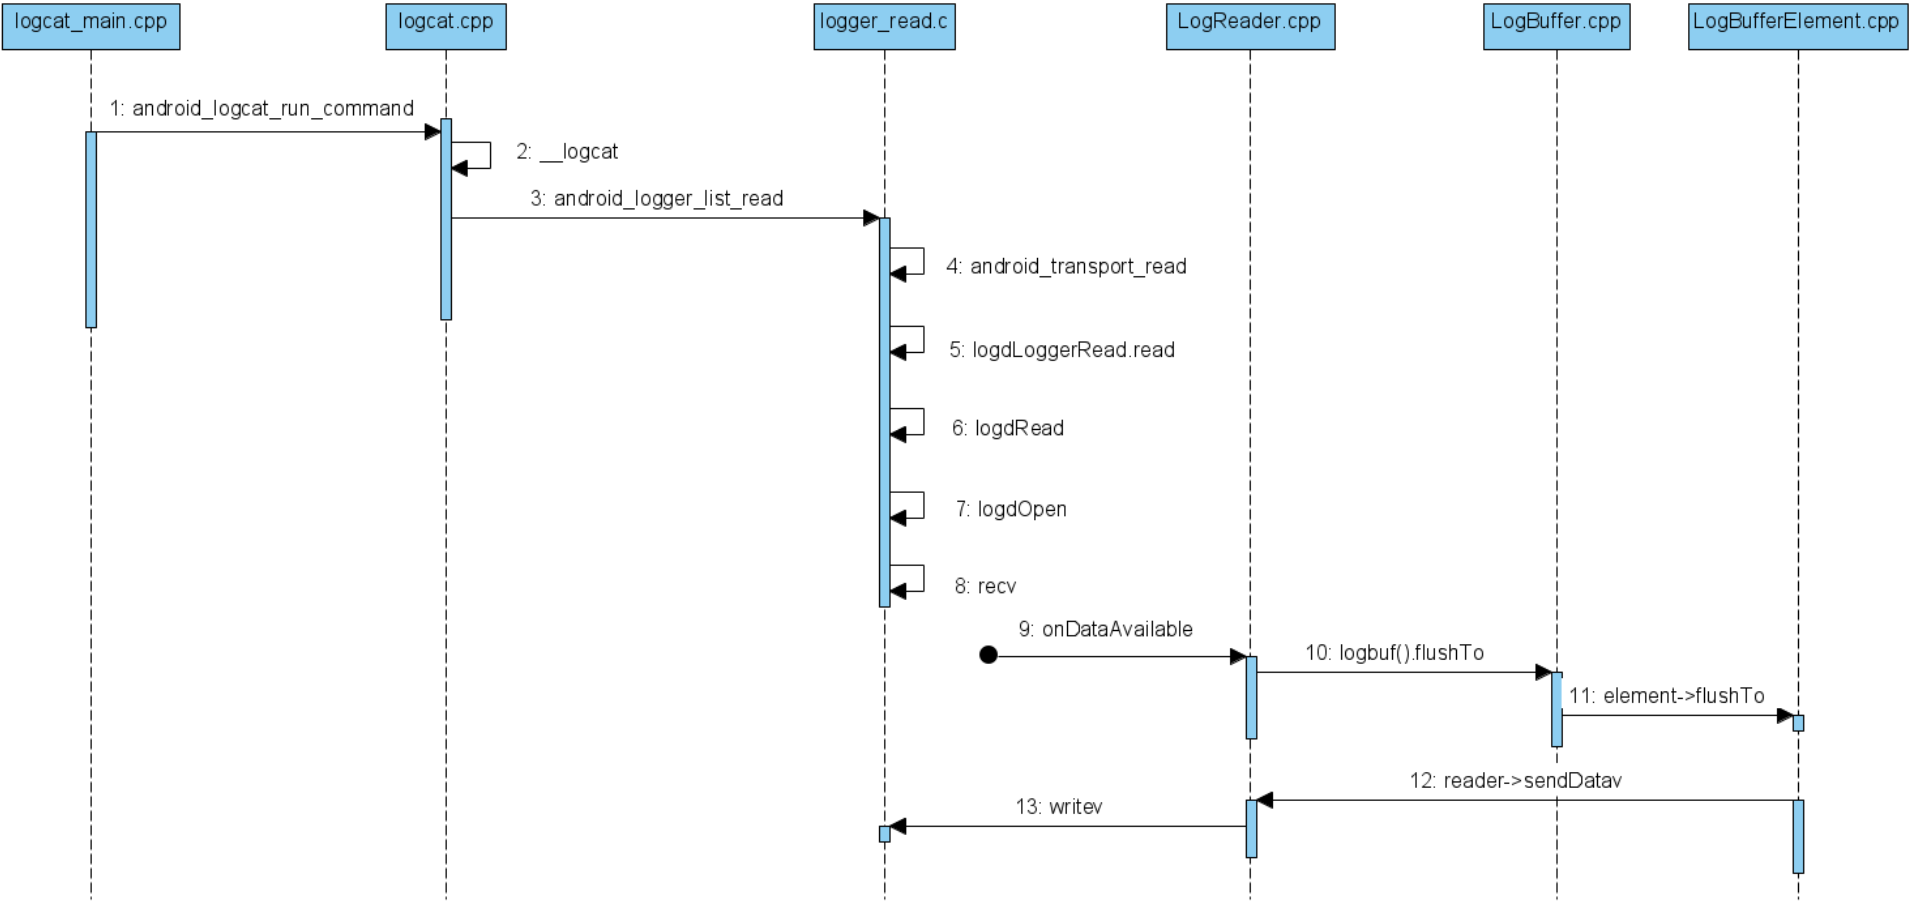 logcat_main.cpp
logcat.cpp
logger_read.c
LogReader.cpp
LogBuffer.cpp
LogBufferElement.cpp
1: android_logcat_run_command
2: __logcat
3: android_logger_list_read
4: android_transport_read
5: logdLoggerRead.read
6: logdRead
7: logdOpen
8: recv
9: onDataAvailable
10: logbuf().flushTo
11: element->flushTo
12: reader->sendDatav
13: writev